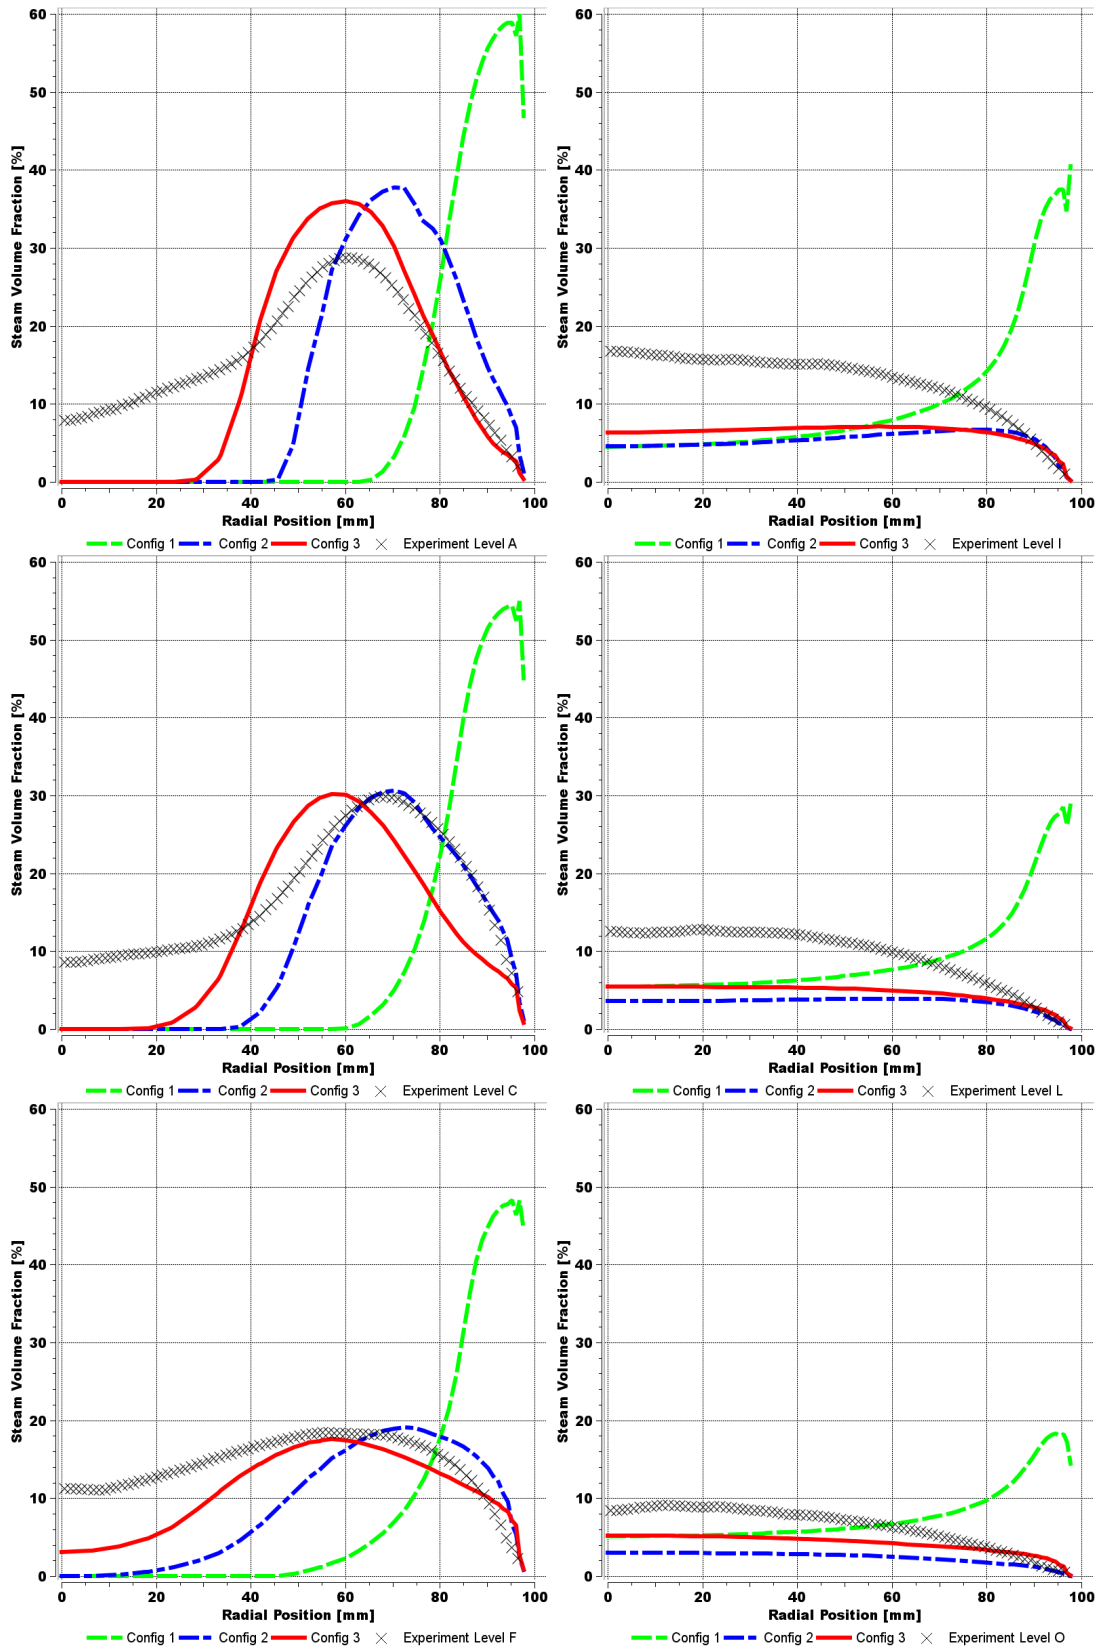 60
50
40
30
20
10
0
Steam Volume Fraction [%]
0 20 40 60 80 100
Radial Position [mm]
Config 1 Config 2 Config 3 Experiment Level A
60
50
40
30
20
10
0
Steam Volume Fraction [%]
0 20 40 60 80 100
Radial Position [mm]
Config 1 Config 2 Config 3 Experiment Level I
60
50
40
30
20
10
0
Steam Volume Fraction [%]
0 20 40 60 80 100
Radial Position [mm]
Config 1 Config 2 Config 3 Experiment Level C
60
50
40
30
20
10
0
Steam Volume Fraction [%]
0 20 40 60 80 100
Radial Position [mm]
Config 1 Config 2 Config 3 Experiment Level L
60
50
40
30
20
10
0
Steam Volume Fraction [%]
0 20 40 60 80 100
Radial Position [mm]
Config 1 Config 2 Config 3 Experiment Level F
60
50
40
30
20
10
0
Steam Volume Fraction [%]
0 20 40 60 80 100
Radial Position [mm]
Config 1 Config 2 Config 3 Experiment Level O